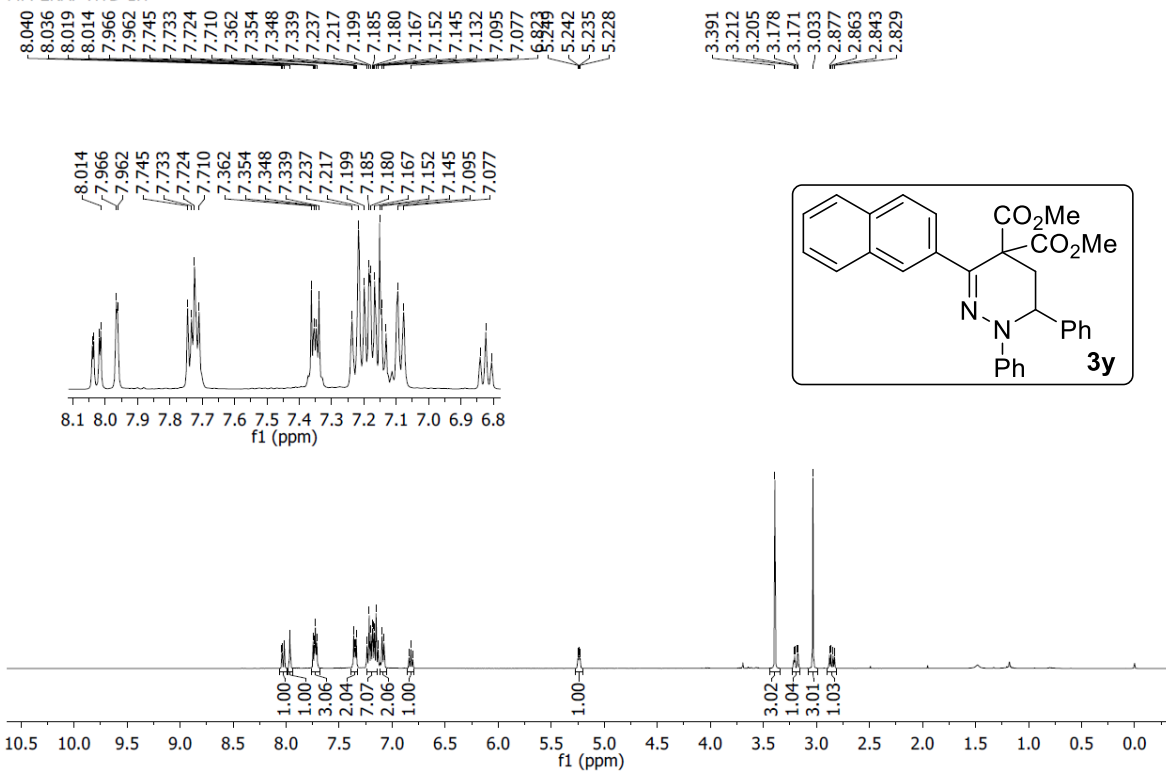 8.040 8.036 8.019 8.014 7.966 7.962 7.745 7.733 7.724 7.710 7.362 7.354 7.348 7.339 7.237 7.217 7.199 7.185 7.180 7.167 7.152 7.145 7.132 7.095 7.077 6.823 5.249 5.242 5.235 5.228 3.391 3.212 3.205 3.178 3.171 3.033 2.877 2.863 2.843 2.829
8.014 7.966 7.962 7.745 7.733 7.724 7.710 7.362 7.354 7.348 7.339 7.237 7.217 7.199 7.185 7.180 7.167 7.152 7.145 7.095 7.077
CO2Me
CO2Me
N
N
Ph
Ph
3y
8.1 8.0 7.9 7.8 7.7 7.6 7.5 7.4 7.3 7.2 7.1 7.0 6.9 6.8
f1 (ppm)
1.00 1.00 3.06 2.04 7.07 2.06 1.00 1.00 3.02 1.04 3.01 1.03
10.5 10.0 9.5 9.0 8.5 8.0 7.5 7.0 6.5 6.0 5.5 5.0 4.5 4.0 3.5 3.0 2.5 2.0 1.5 1.0 0.5 0.0
f1 (ppm)